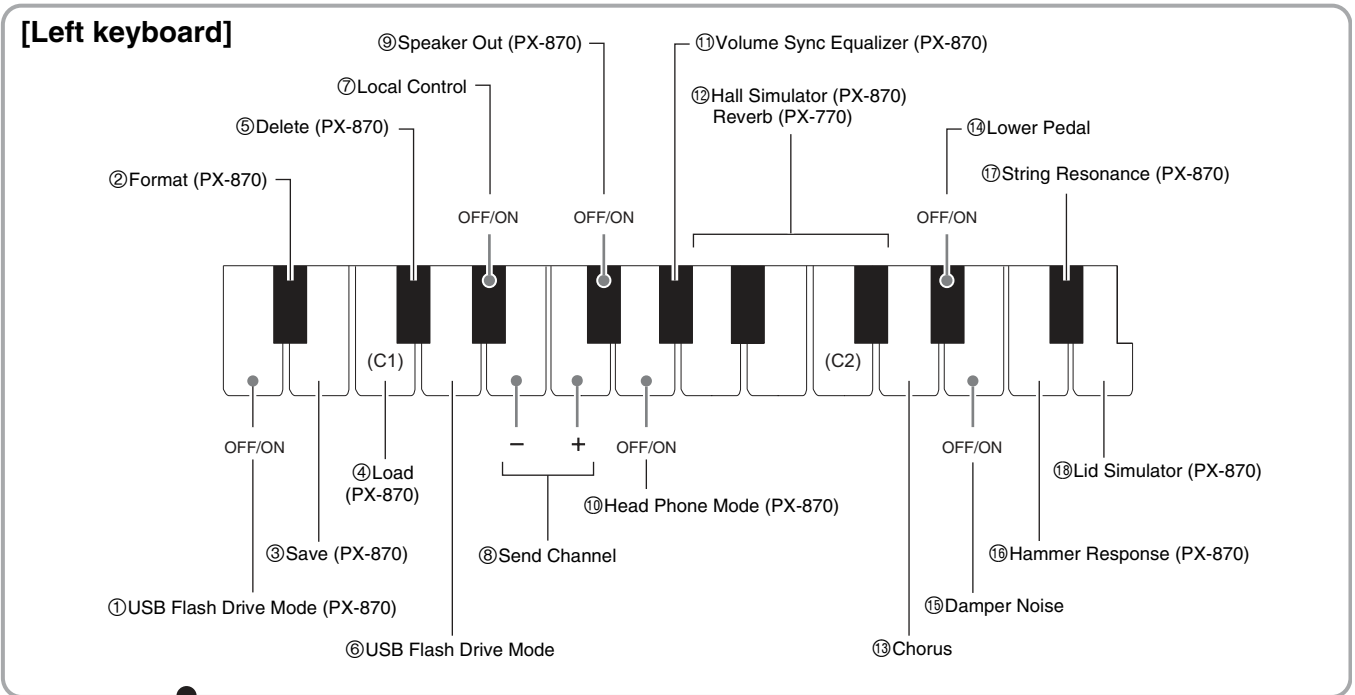 [Left keyboard]
⑨Speaker Out (PX-870)
⑪Volume Sync Equalizer (PX-870)
⑦Local Control
⑫Hall Simulator (PX-870)
Reverb (PX-770)
⑤Delete (PX-870)
⑭Lower Pedal
②Format (PX-870)
⑰String Resonance (PX-870)
OFF/ON
OFF/ON
OFF/ON
(C1)
(C2)
OFF/ON
−
+
OFF/ON
OFF/ON
④Load
(PX-870)
⑱Lid Simulator (PX-870)
⑩Head Phone Mode (PX-870)
③Save (PX-870)
⑧Send Channel
⑯Hammer Response (PX-870)
①USB Flash Drive Mode (PX-870)
⑮Damper Noise
⑥USB Flash Drive Mode
⑬Chorus